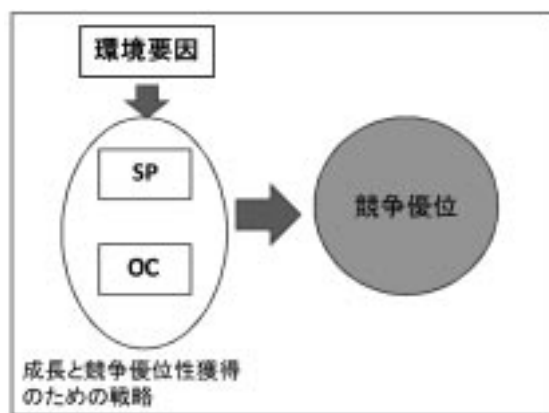 環境要因
SP
OC
競争優位
成長と競争優位性獲得
のための戦略